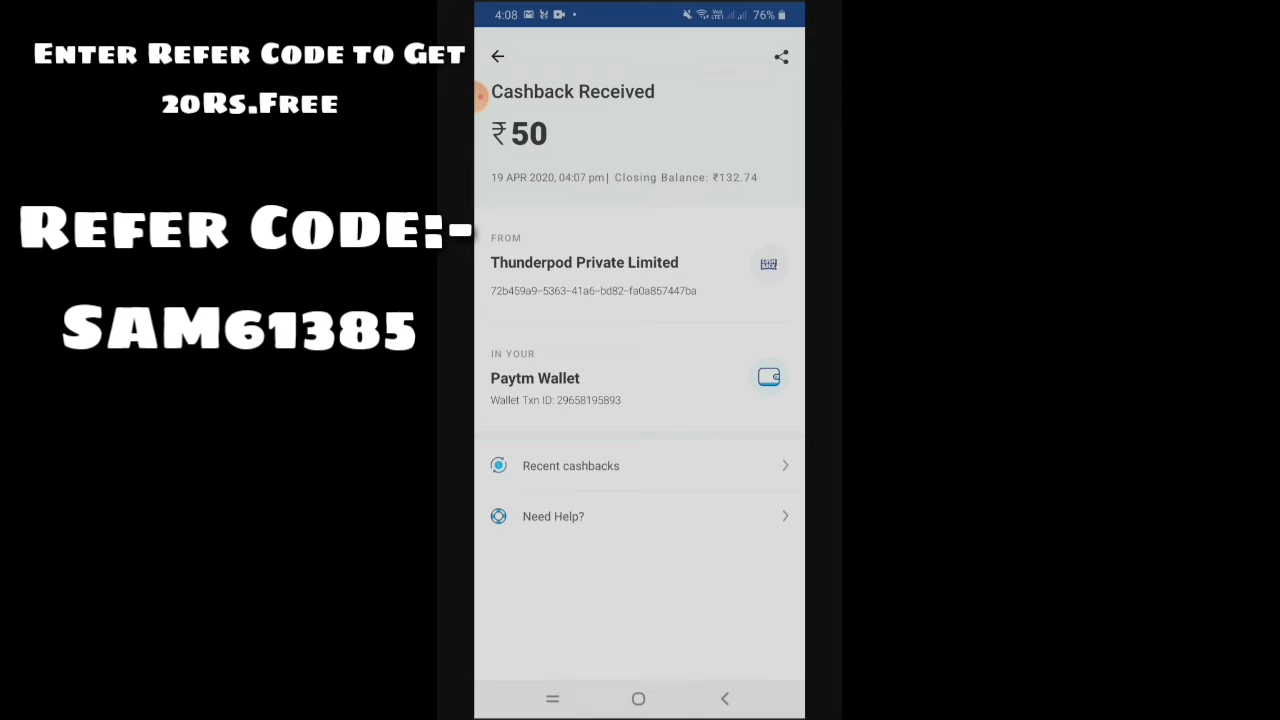 Enter Refer Code to Get
20Rs.Free
Refer Code:-
SAM61385
4:08
76%
Cashback Received
₹50
19 APR 2020, 04:07 pm| Closing Balance: ₹132.74
FROM
Thunderpod Private Limited
72b459a9-5363-41a6-bd82-fa0a857447ba
IN YOUR
Paytm Wallet
Wallet Txn ID: 29658195893
Recent cashbacks
Need Help?